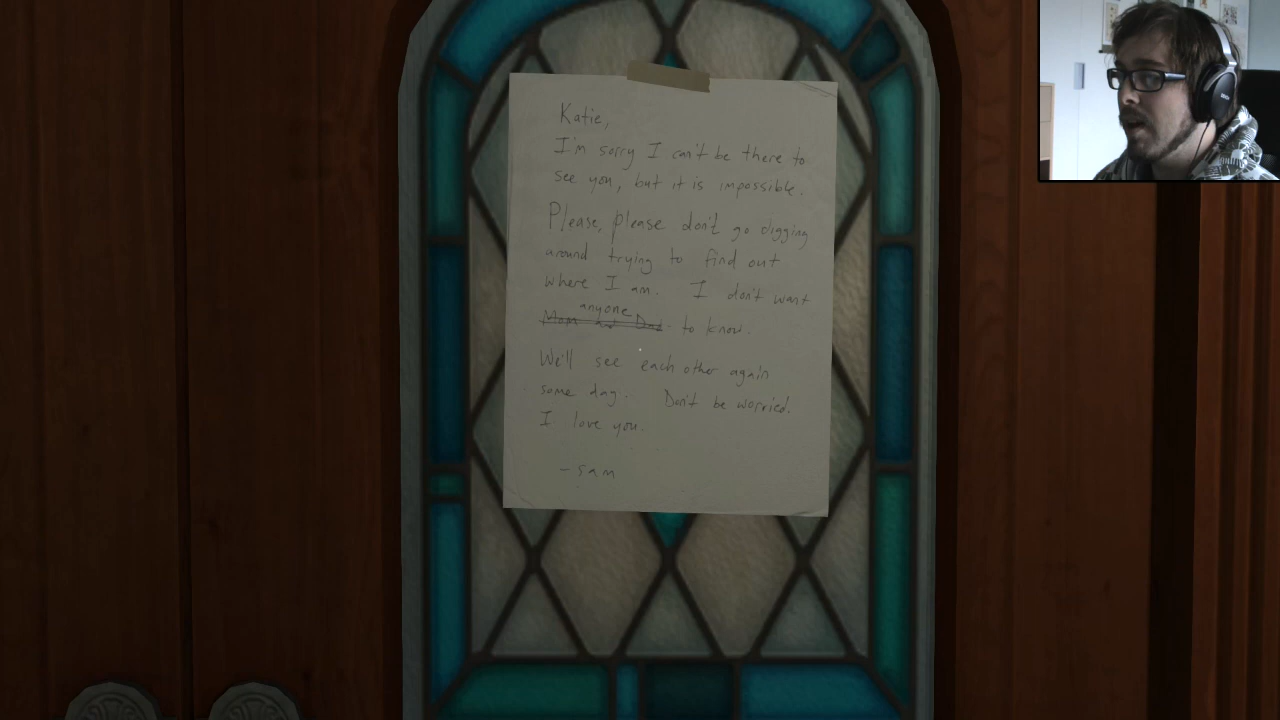 Katie,
I'm sorry I can't be there to
see you, but it is impossible.
Please, please don't go digging
around trying to find out
where I am. I don't want
anyone
Mom and Dad to know.
We'll see each other again
some day. Don't be worried.
I love you.
- Sam